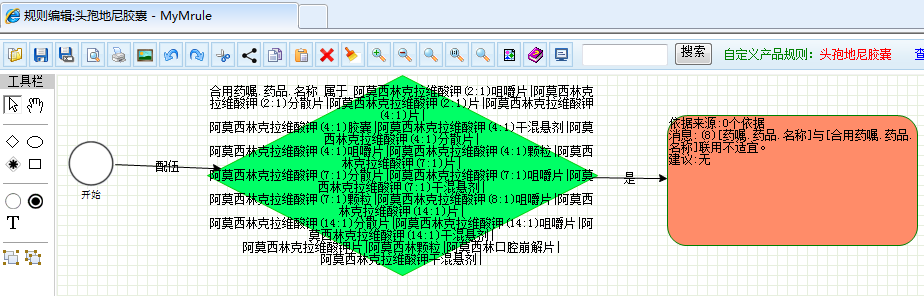 规则编辑:头孢地尼胶囊 - MyMrule
搜索 自定义产品规则: 头孢地尼胶囊 查
工具栏
T
开始
配伍
合用药嘱.药品.名称 属于 阿莫西林克拉维酸钾(2:1)咀嚼片|阿莫西林克
拉维酸钾(2:1)分散片|阿莫西林克拉维酸钾(2:1)片|阿莫西林克拉维酸钾
(4:1)片|
阿莫西林克拉维酸钾(4:1)胶囊|阿莫西林克拉维酸钾(4:1)干混悬剂|阿莫
西林克拉维酸钾(4:1)分散片|
阿莫西林克拉维酸钾(4:1)咀嚼片|阿莫西林克拉维酸钾(4:1)颗粒|阿莫西
林克拉维酸钾(7:1)片|
阿莫西林克拉维酸钾(7:1)分散片|阿莫西林克拉维酸钾(7:1)咀嚼片|阿莫
西林克拉维酸钾(7:1)干混悬剂|
阿莫西林克拉维酸钾(7:1)颗粒|阿莫西林克拉维酸钾(8:1)咀嚼片|阿莫西
林克拉维酸钾(14:1)片|
阿莫西林克拉维酸钾(14:1)分散片|阿莫西林克拉维酸钾(14:1)咀嚼片|阿
莫西林克拉维酸钾(14:1)干混悬剂|
阿莫西林克拉维酸钾片|阿莫西林颗粒|阿莫西林口腔崩解片|
阿莫西林克拉维酸钾干混悬剂|
是
依据来源:0个依据
消息:(8)[药嘱.药品.名称]与[合用药嘱.药品.
名称]联用不适宜。
建议:无